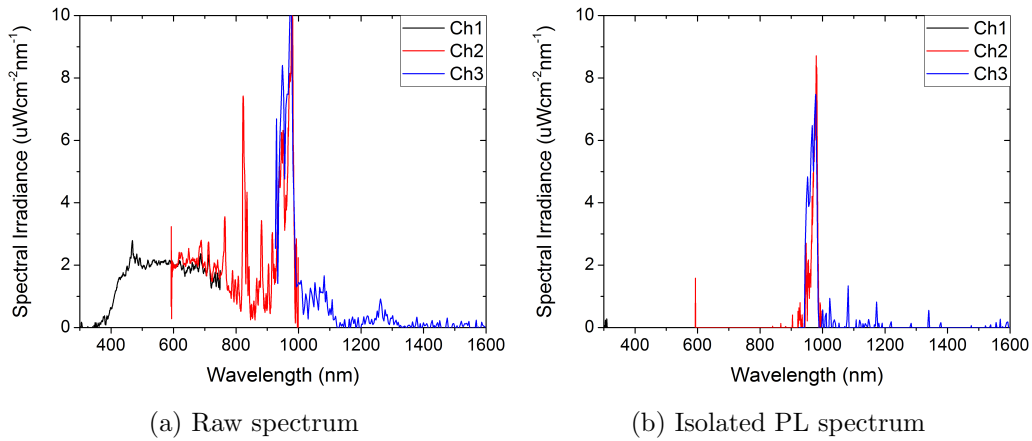 Spectral Irradiance (uWcm⁻²nm⁻¹)
10
8
6
4
2
0
400 600 800 1000 1200 1400 1600
Wavelength (nm)
Ch1
Ch2
Ch3
(a) Raw spectrum
Spectral Irradiance (uWcm⁻²nm⁻¹)
10
8
6
4
2
0
400 600 800 1000 1200 1400 1600
Wavelength (nm)
Ch1
Ch2
Ch3
(b) Isolated PL spectrum